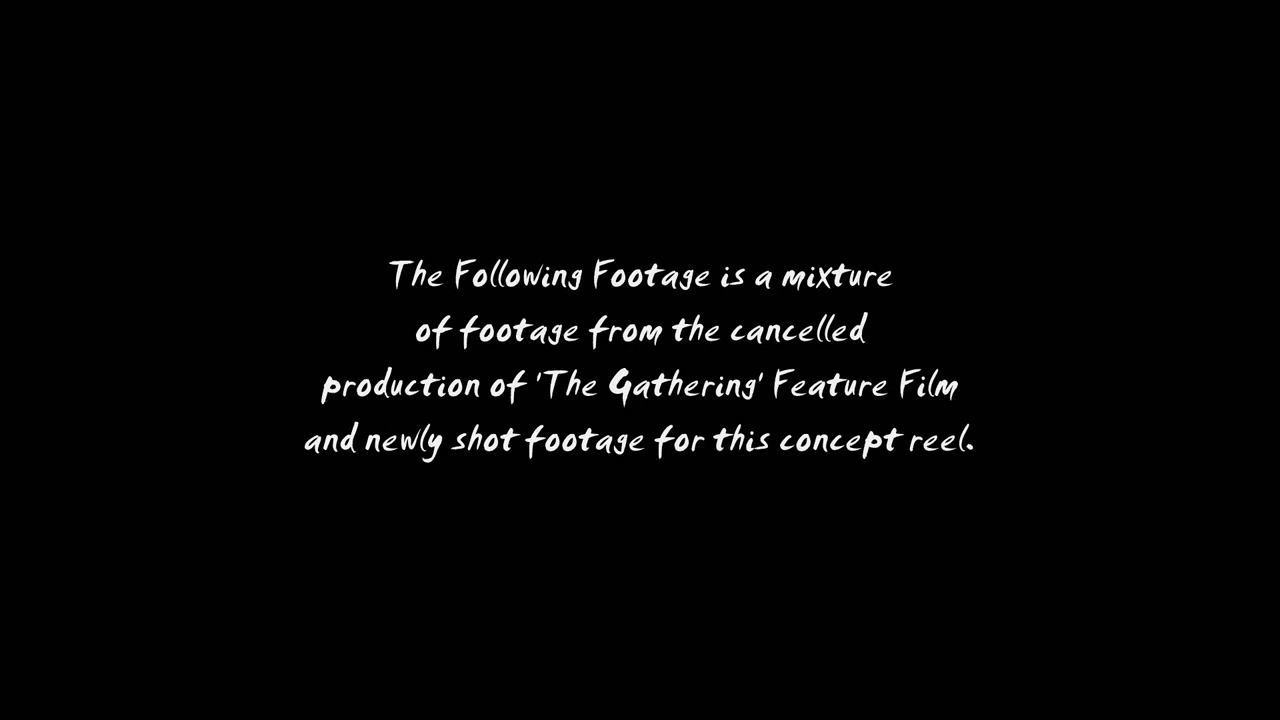 The Following Footage is a mixture
of footage from the cancelled
production of 'The Gathering' Feature Film
and newly shot footage for this concept reel.